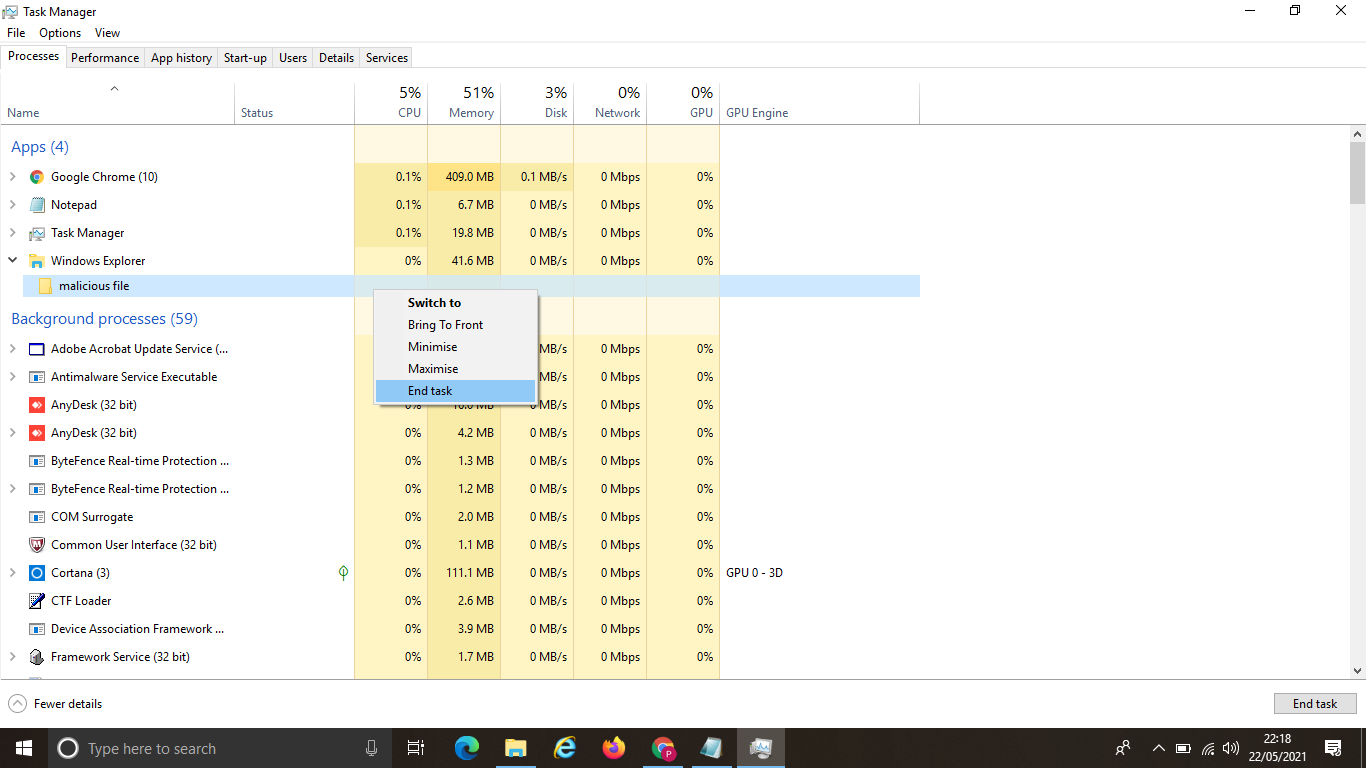 Task Manager
File Options View
Processes Performance App history Start-up Users Details Services
5% 51% 3% 0% 0%
Name Status CPU Memory Disk Network GPU GPU Engine
Apps (4)
Google Chrome (10) 0.1% 409.0 MB 0.1 MB/s 0 Mbps 0%
Notepad 0.1% 6.7 MB 0 MB/s 0 Mbps 0%
Task Manager 0.1% 19.8 MB 0 MB/s 0 Mbps 0%
Windows Explorer 0% 41.6 MB 0 MB/s 0 Mbps 0%
malicious file
Switch to
Background processes (59)
Bring To Front
Minimise
Adobe Acrobat Update Service (... MB/s 0 Mbps 0%
Maximise
Antimalware Service Executable MB/s 0 Mbps 0%
End task
AnyDesk (32 bit) 0% MB/s 0 Mbps 0%
AnyDesk (32 bit) 0% 4.2 MB 0 MB/s 0 Mbps 0%
ByteFence Real-time Protection ... 0% 1.3 MB 0 MB/s 0 Mbps 0%
ByteFence Real-time Protection ... 0% 1.2 MB 0 MB/s 0 Mbps 0%
COM Surrogate 0% 2.0 MB 0 MB/s 0 Mbps 0%
Common User Interface (32 bit) 0% 1.1 MB 0 MB/s 0 Mbps 0%
Cortana (3) 0% 111.1 MB 0 MB/s 0 Mbps 0% GPU 0 - 3D
CTF Loader 0% 2.6 MB 0 MB/s 0 Mbps 0%
Device Association Framework ... 0% 3.9 MB 0 MB/s 0 Mbps 0%
Framework Service (32 bit) 0% 1.7 MB 0 MB/s 0 Mbps 0%
Fewer details End task
Type here to search
22:18
22/05/2021